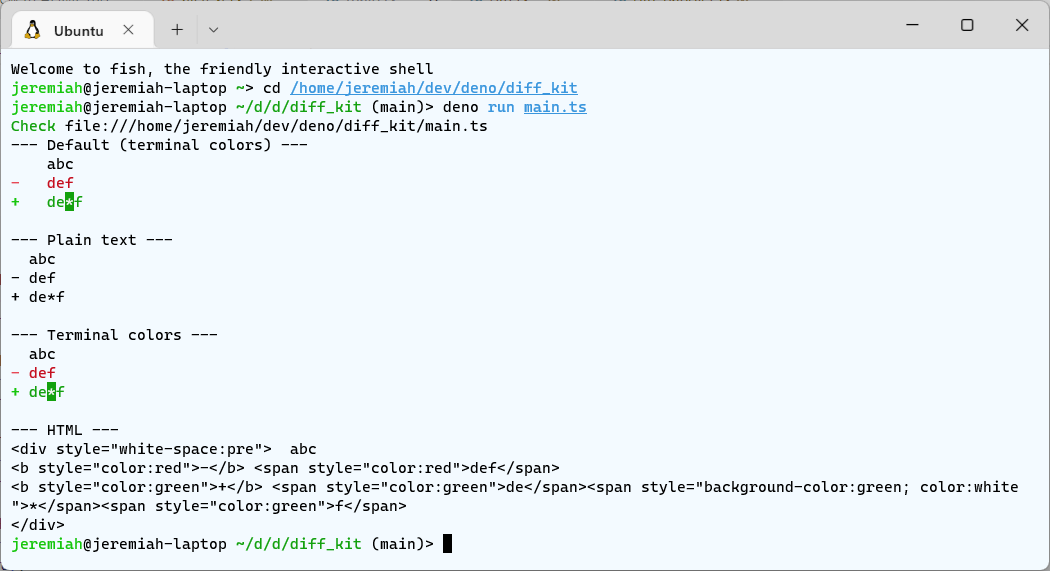 Ubuntu
Welcome to fish, the friendly interactive shell
jeremiah@jeremiah-laptop ~> cd /home/jeremiah/dev/deno/diff_kit
jeremiah@jeremiah-laptop ~/d/d/diff_kit (main)> deno run main.ts
Check file:///home/jeremiah/dev/deno/diff_kit/main.ts
--- Default (terminal colors) ---
    abc
-   def
+   de*f

--- Plain text ---
  abc
- def
+ de*f

--- Terminal colors ---
  abc
- def
+ de*f

--- HTML ---
<div style="white-space:pre">  abc
<b style="color:red">-</b> <span style="color:red">def</span>
<b style="color:green">+</b> <span style="color:green">de</span><span style="background-color:green; color:white
">*</span><span style="color:green">f</span>
</div>
jeremiah@jeremiah-laptop ~/d/d/diff_kit (main)>